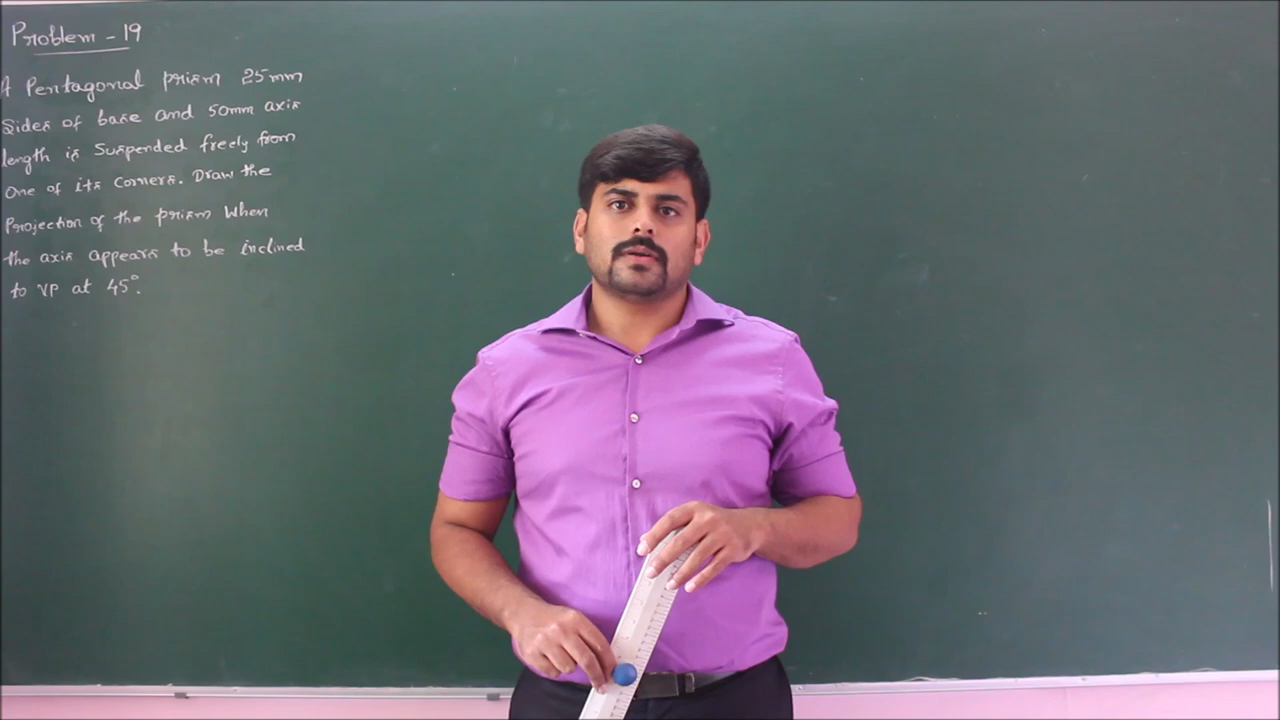 Problem - 19
A Pentagonal prism 25mm
Sides of base and 50mm axis
length is Suspended freely from
One of its Corners. Draw the
Projection of the prism When
the axis appears to be inclined
to VP at 45°.